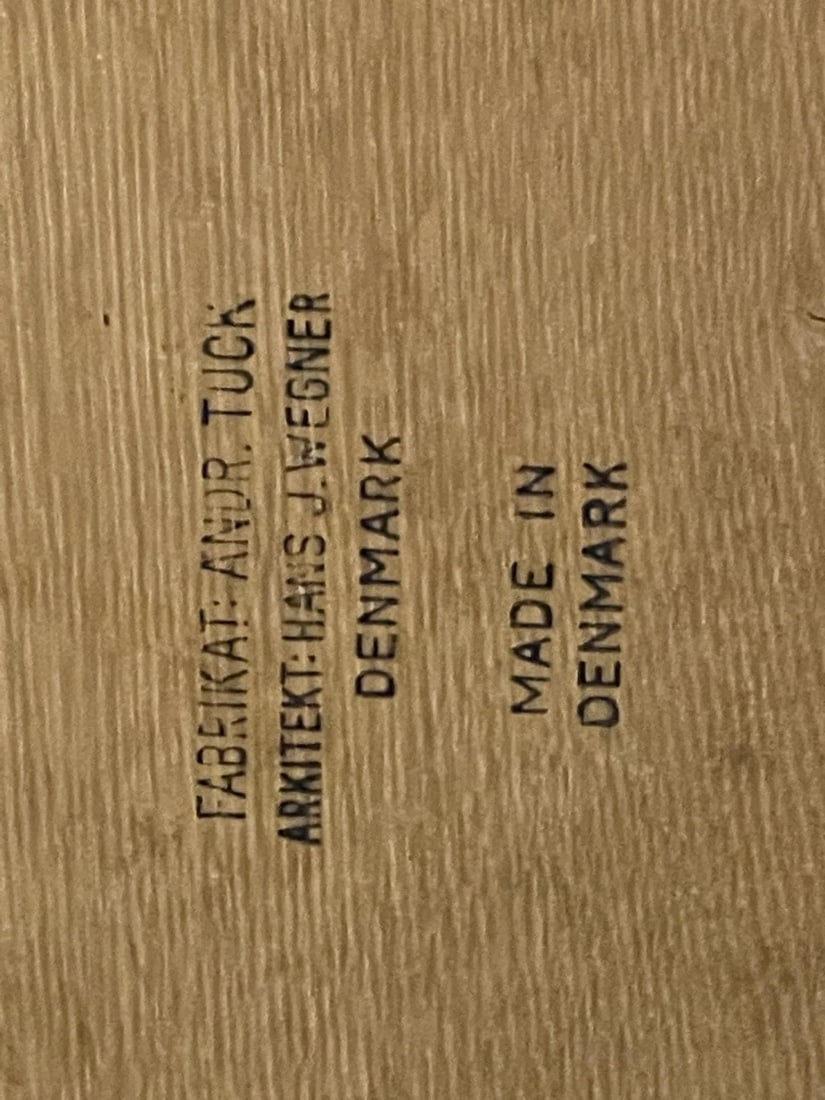 FABRIKAT: ANDR. TUCK
ARKITEKT: HANS J. WEGNER
DENMARK
MADE IN
DENMARK